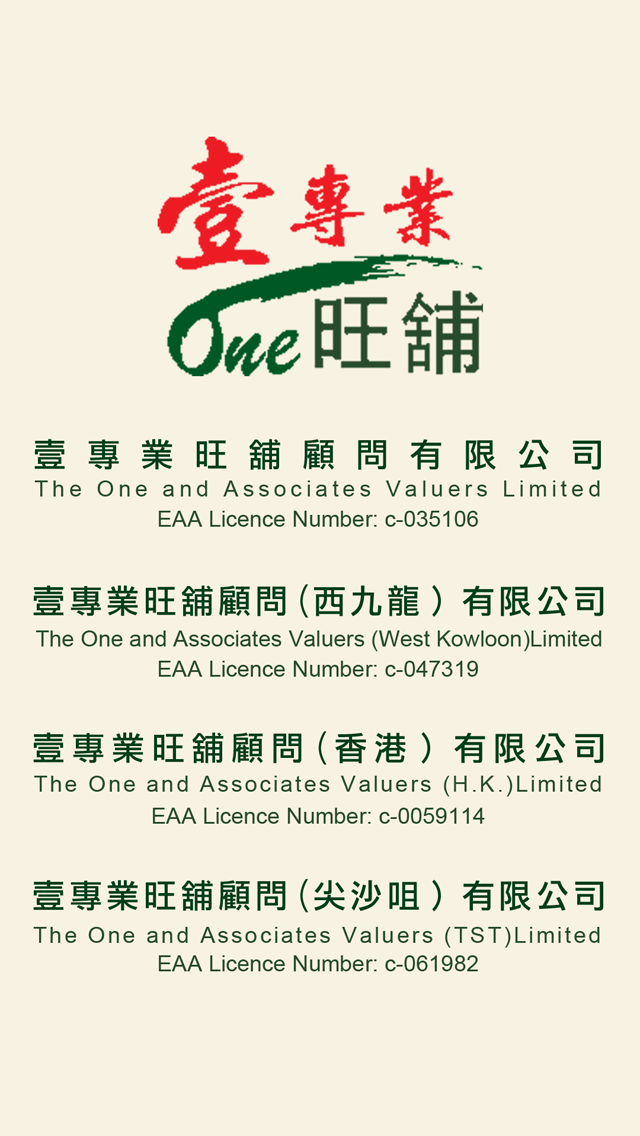 壹專業
One旺舖
壹專業旺舖顧問有限公司
The One and Associates Valuers Limited
EAA Licence Number: c-035106
壹專業旺舖顧問(西九龍)有限公司
The One and Associates Valuers (West Kowloon)Limited
EAA Licence Number: c-047319
壹專業旺舖顧問(香港)有限公司
The One and Associates Valuers (H.K.)Limited
EAA Licence Number: c-0059114
壹專業旺舖顧問(尖沙咀)有限公司
The One and Associates Valuers (TST)Limited
EAA Licence Number: c-061982